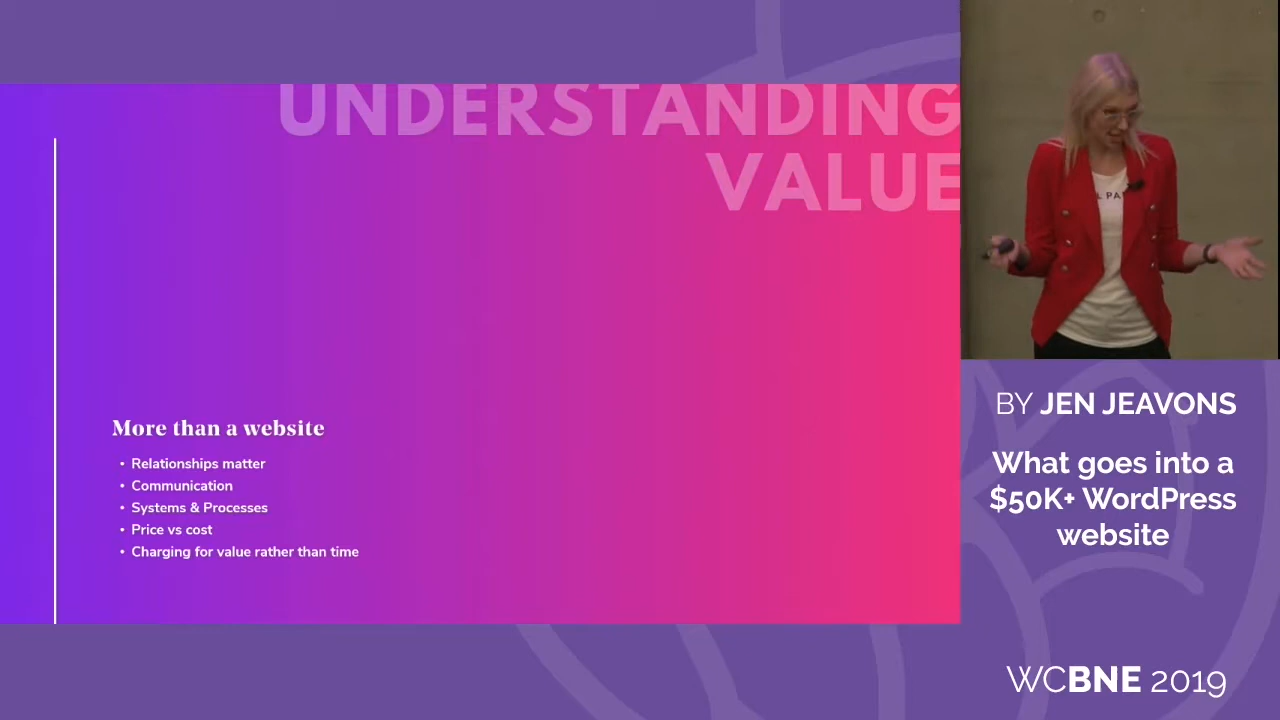 UNDERSTANDING
VALUE
More than a website
• Relationships matter
• Communication
• Systems & Processes
• Price vs cost
• Charging for value rather than time
BY JEN JEAVONS
What goes into a
$50K+ WordPress
website
WCBNE 2019